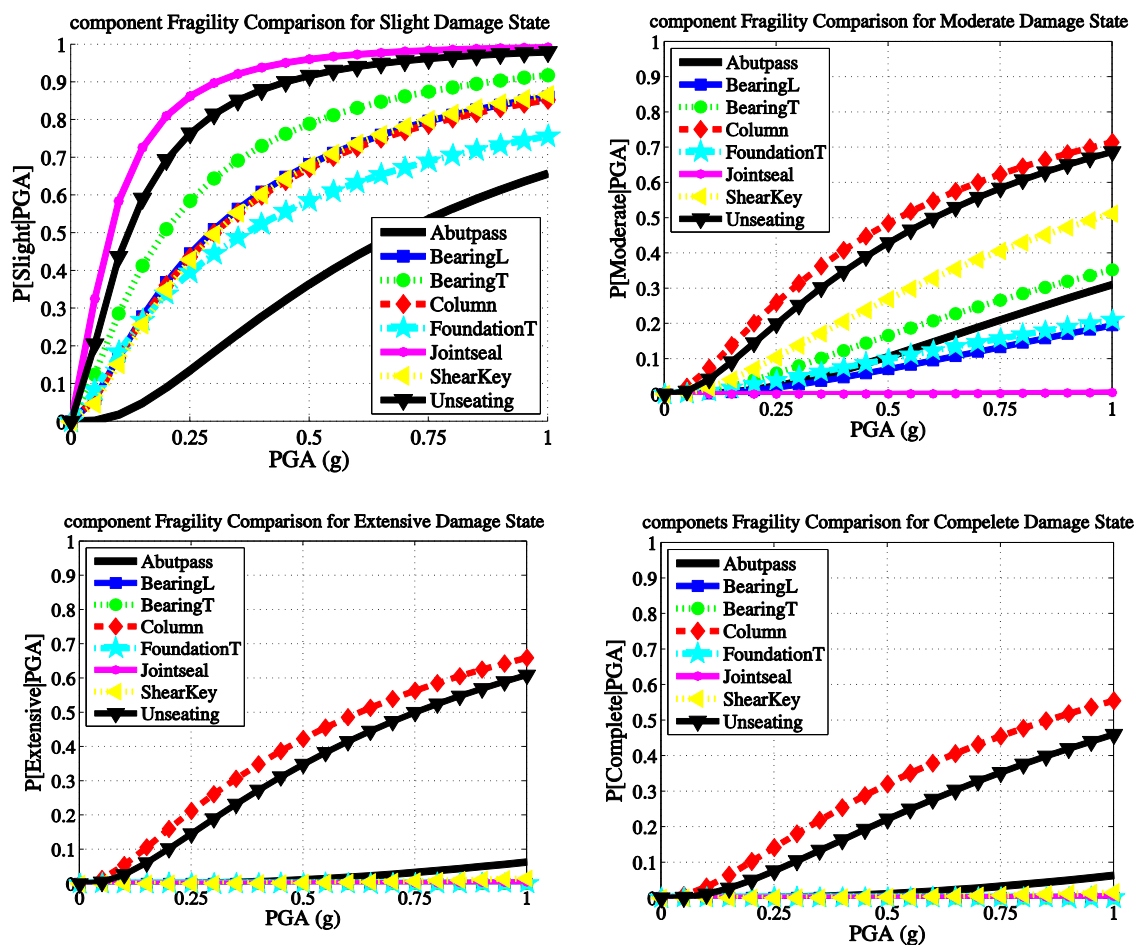 component Fragility Comparison for Slight Damage State
1
0.9
0.8
0.7
0.6
0.5
0.4
0.3
0.2
0.1
0
P[Slight|PGA]
Abutpass
BearingL
BearingT
Column
FoundationT
Jointseal
ShearKey
Unseating
0 0.25 0.5 0.75 1
PGA (g)
component Fragility Comparison for Moderate Damage State
1
0.9
0.8
0.7
0.6
0.5
0.4
0.3
0.2
0.1
0
P[Moderate|PGA]
Abutpass
BearingL
BearingT
Column
FoundationT
Jointseal
ShearKey
Unseating
0 0.25 0.5 0.75 1
PGA (g)
component Fragility Comparison for Extensive Damage State
1
0.9
0.8
0.7
0.6
0.5
0.4
0.3
0.2
0.1
0
P[Extensive|PGA]
Abutpass
BearingL
BearingT
Column
FoundationT
Jointseal
ShearKey
Unseating
0 0.25 0.5 0.75 1
PGA (g)
componets Fragility Comparison for Compelete Damage State
1
0.9
0.8
0.7
0.6
0.5
0.4
0.3
0.2
0.1
0
P[Complete|PGA]
Abutpass
BearingL
BearingT
Column
FoundationT
Jointseal
ShearKey
Unseating
0 0.25 0.5 0.75 1
PGA (g)